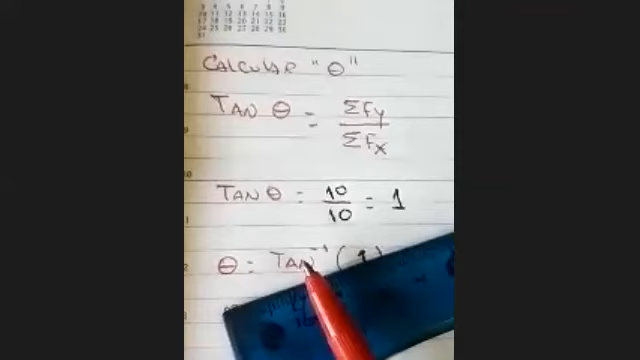 CALCULAR "θ"
TAN θ = ΣFy / ΣFx
TAN θ = 10 / 10 = 1
θ = TAN⁻¹ (1)